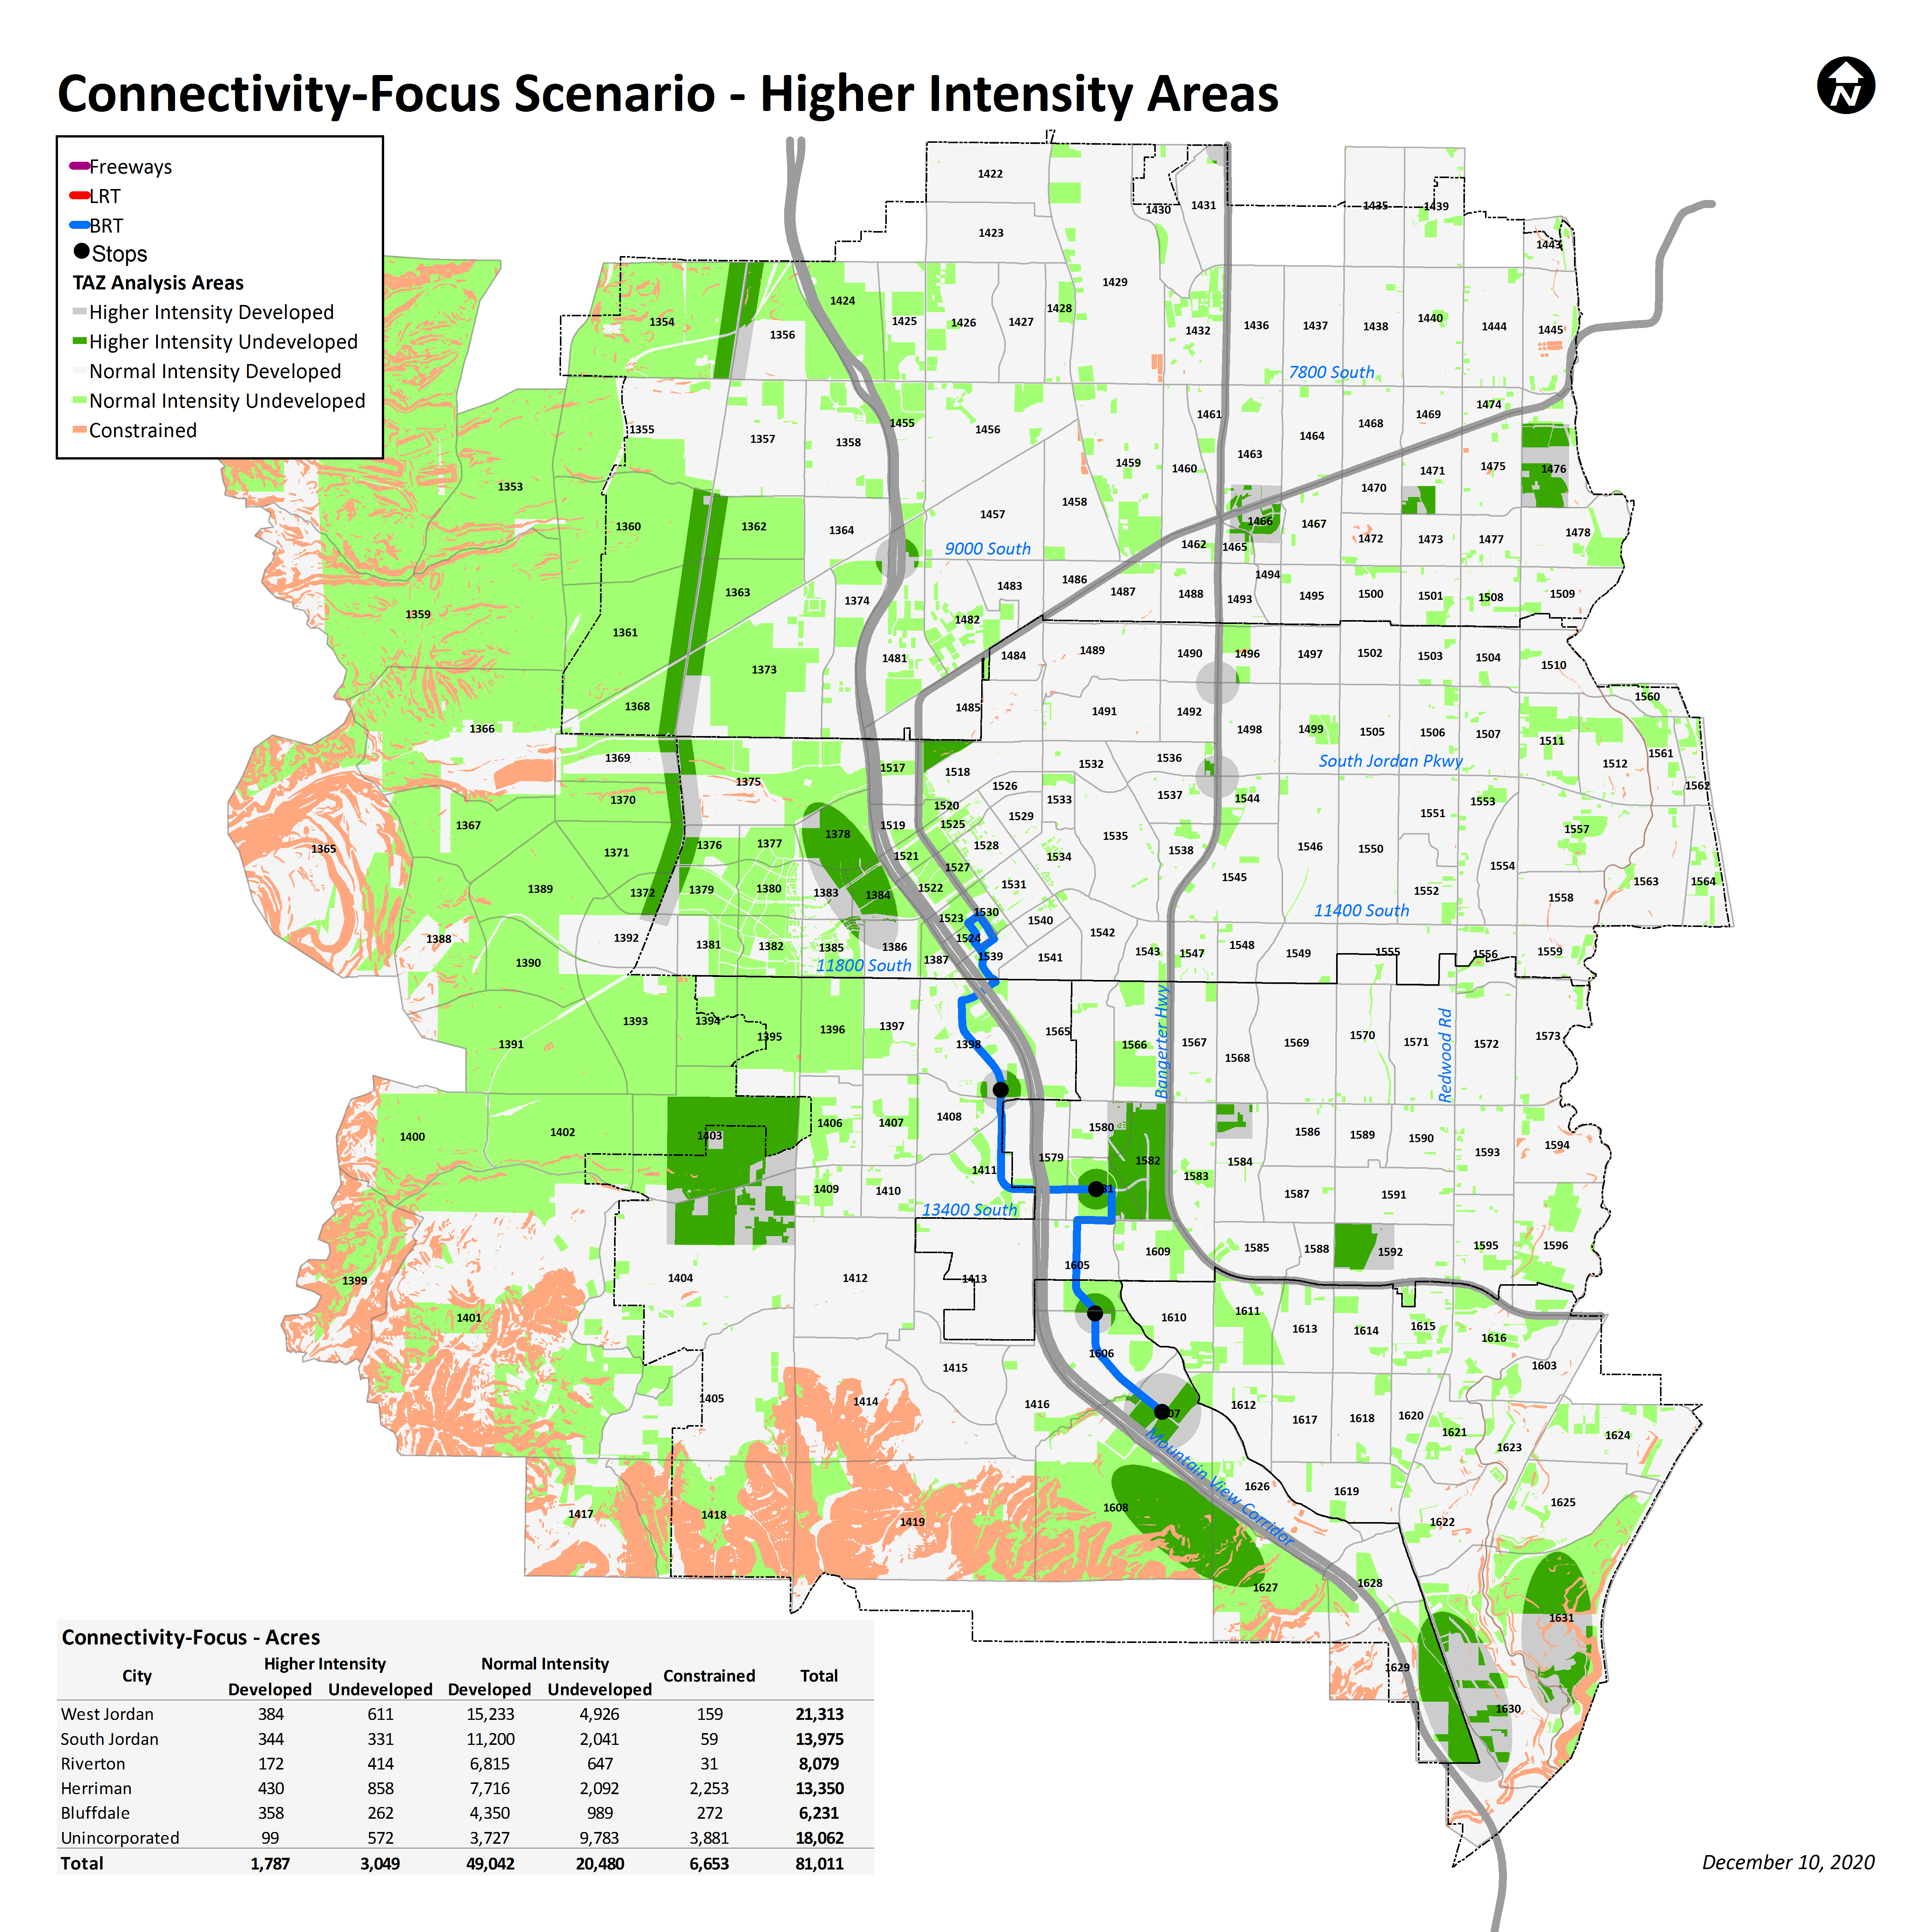 Connectivity-Focus Scenario - Higher Intensity Areas
N
Freeways
LRT
BRT
Stops
TAZ Analysis Areas
Higher Intensity Developed
Higher Intensity Undeveloped
Normal Intensity Developed
Normal Intensity Undeveloped
Constrained
1422
1430 1431
1435 1439
1423
1443
1429
1424
1428
1354
1356
1425 1426 1427
1432 1436 1437 1438 1440 1444 1445
7800 South
1474
1461 1469
1455
1468
1355
1357 1358
1456
1464
1463
1459 1460
1471 1475 1476
1353
1470
1458
1457
1466 1467
1360 1362 1364
1478
1472 1473 1477
9000 South
1462 1465
1494
1486
1483
1363
1487 1488 1493 1495 1500 1501 1508 1509
1374
1359
1482
1361
1489
1490 1496 1497 1502 1503 1504
1481
1484
1510
1373
1560
1368
1485
1491 1492
1366
1498 1499 1505 1506 1507
1511
1561
1369
1536
South Jordan Pkwy
1532
1512
1517
1518
1375
1526
1562
1370
1533
1537 1544
1520
1553
1551
1529
1367
1519 1525
1557
1378
1535
1376 1377
1528
1546
1365
1550
1538
1371
1521
1534
1527
1554
1545
1563 1564
1531
1522
1389
1379 1380
1372
1383 1384
1552
1558
1530
11400 South
1523
1540
1542
1388
1392
1524
1381 1382 1385 1386
1548
1543 1547 1549 1555 1556 1559
1539 1541
1387
1390
11800 South
1393 1394
1396 1397
1565
1395
1570
1573
1391
1398
1566
1567
1569
1571 1572
1568
Bangerter Hwy
Redwood Rd
1408
1406 1407
1580
1400 1402 1403
1586 1589 1590
1594
1593
1579
1582
1584
1411
1583
1409 1410
1587 1591
13400 South
1595 1596
1585 1588 1592
1609
1605
1399
1404 1412 1413
1401
1611
1610
1613 1614 1615
1616
1606
1603
1415
1405 1414 1416
1612
1617 1618 1620
1621
1624
1623
Mountain View Corridor
1626 1619
1608
1625
1417 1418 1419
1622
1628
1627
1631
1629
1630
Connectivity-Focus - Acres
City Higher Intensity Normal Intensity Constrained Total
Developed Undeveloped Developed Undeveloped
West Jordan 384 611 15,233 4,926 159 21,313
South Jordan 344 331 11,200 2,041 59 13,975
Riverton 172 414 6,815 647 31 8,079
Herriman 430 858 7,716 2,092 2,253 13,350
Bluffdale 358 262 4,350 989 272 6,231
Unincorporated 99 572 3,727 9,783 3,881 18,062
Total 1,787 3,049 49,042 20,480 6,653 81,011
December 10, 2020